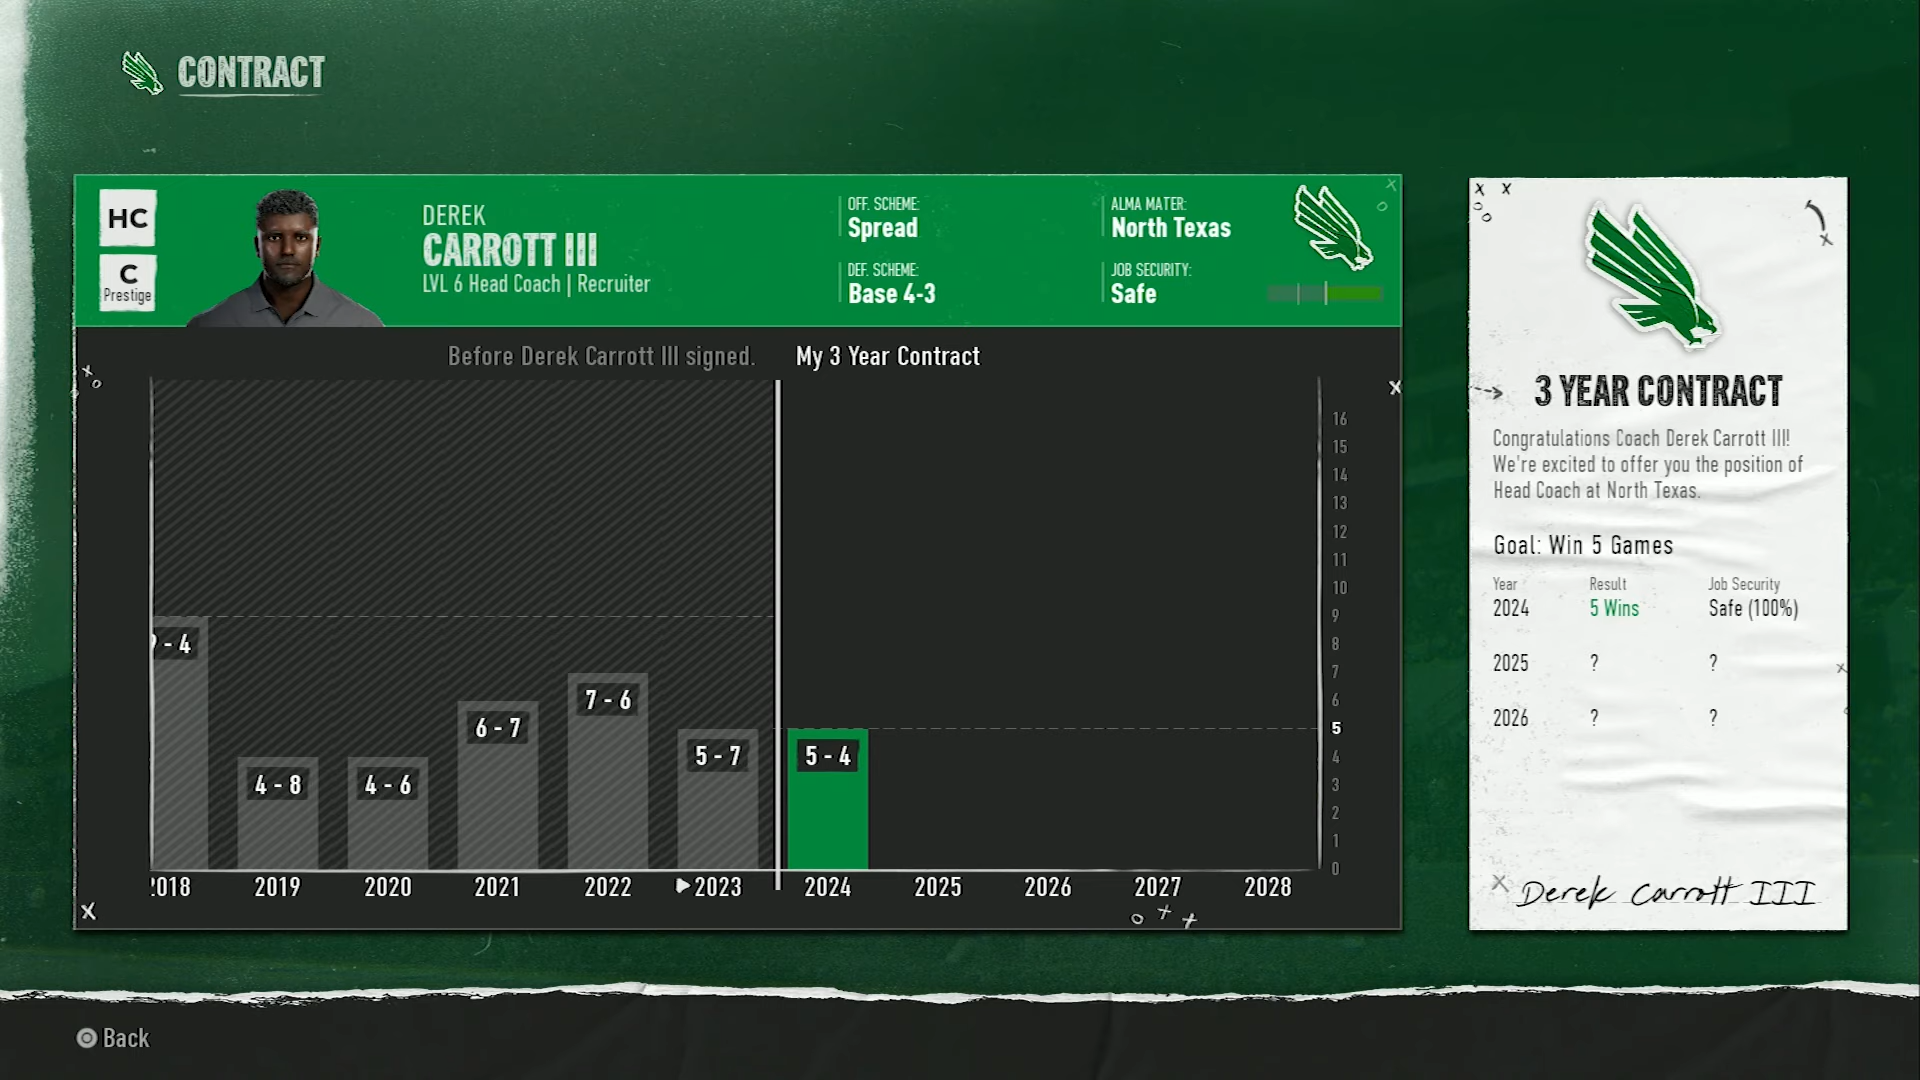 CONTRACT
HC
C
Prestige
DEREK
CARROTT III
LVL 6 Head Coach | Recruiter
OFF. SCHEME:
Spread
DEF. SCHEME:
Base 4-3
ALMA MATER:
North Texas
JOB SECURITY:
Safe
Before Derek Carrott III signed.
My 3 Year Contract
16
15
14
13
12
11
10
9
8
7
6
5
4
3
2
1
0
- 4
4 - 8
4 - 6
6 - 7
7 - 6
5 - 7
5 - 4
2018 2019 2020 2021 2022 2023 2024 2025 2026 2027 2028
3 YEAR CONTRACT
Congratulations Coach Derek Carrott III!
We're excited to offer you the position of
Head Coach at North Texas.
Goal: Win 5 Games
Year Result Job Security
2024 5 Wins Safe (100%)
2025 ? ?
2026 ? ?
Derek Carrott III
Back